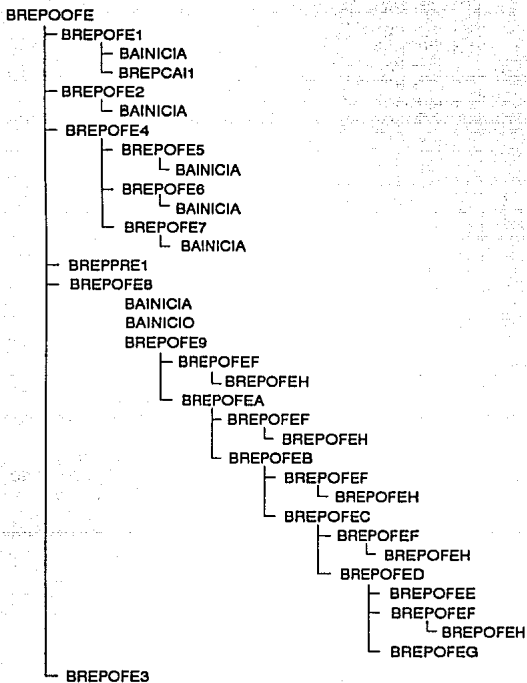 BREPOOFE
BREPOFE1
BAINICIA
BREPCAI1
BREPOFE2
BAINICIA
BREPOFE4
BREPOFE5
BAINICIA
BREPOFE6
BAINICIA
BREPOFE7
BAINICIA
BREPPRE1
BREPOFE8
BAINICIA
BAINICIO
BREPOFE9
BREPOFEF
BREPOFEH
BREPOFEA
BREPOFEF
BREPOFEH
BREPOFEB
BREPOFEF
BREPOFEH
BREPOFEC
BREPOFEF
BREPOFEH
BREPOFED
BREPOFEE
BREPOFEF
BREPOFEH
BREPOFEG
BREPOFE3